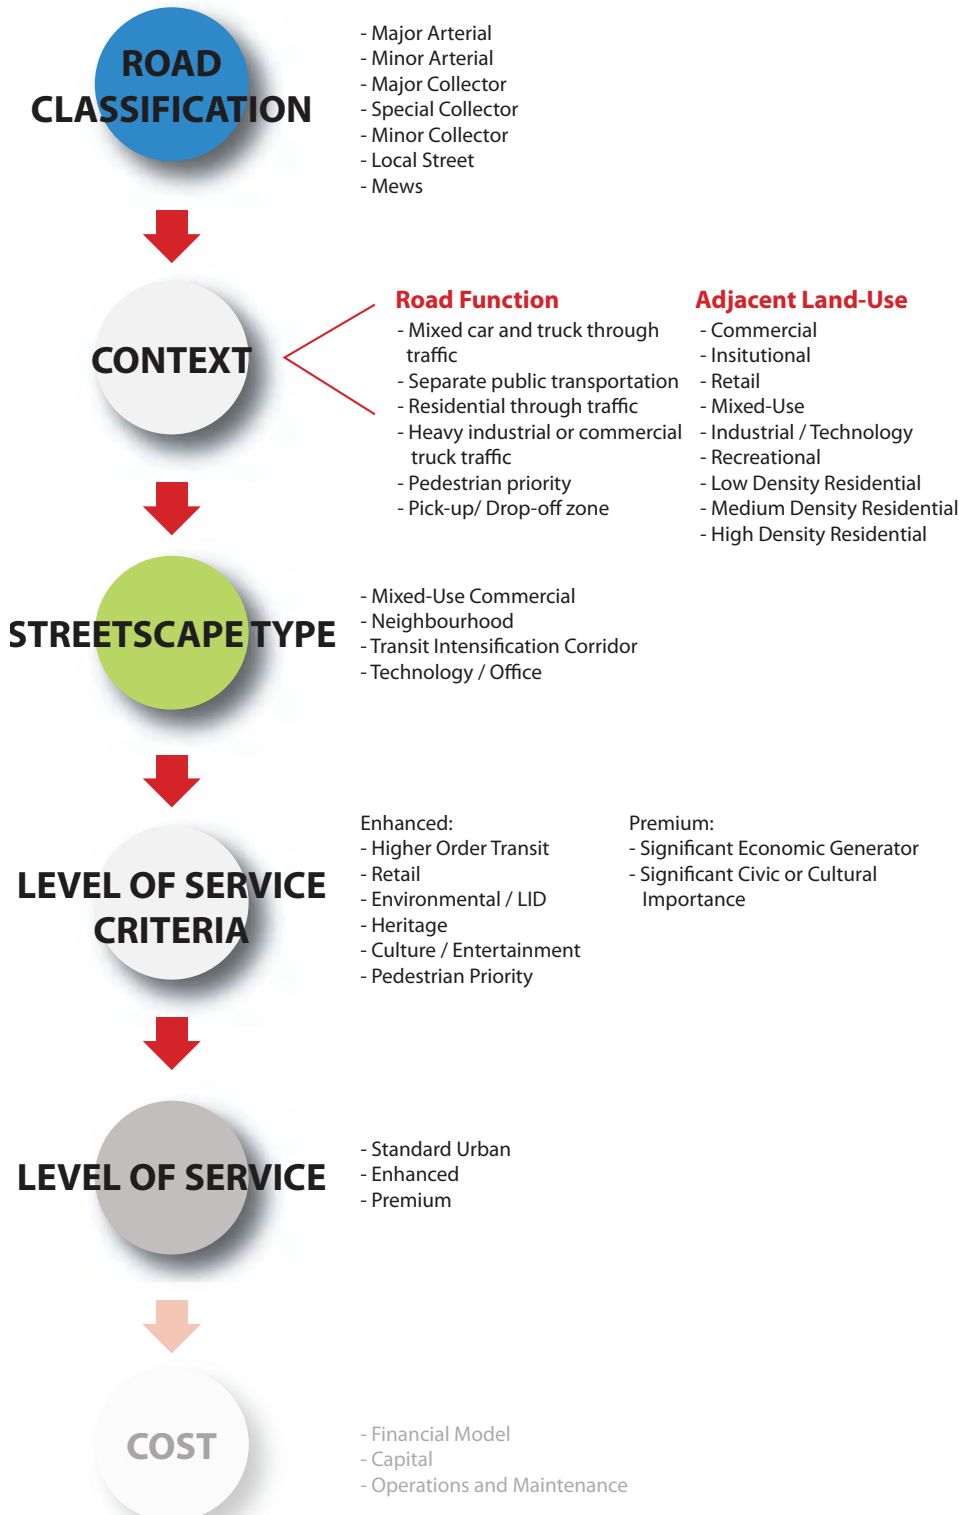 ROAD
CLASSIFICATION
- Major Arterial
- Minor Arterial
- Major Collector
- Special Collector
- Minor Collector
- Local Street
- Mews
CONTEXT
Road Function
- Mixed car and truck through
traffic
- Separate public transportation
- Residential through traffic
- Heavy industrial or commercial
truck traffic
- Pedestrian priority
- Pick-up/ Drop-off zone
Adjacent Land-Use
- Commercial
- Insitutional
- Retail
- Mixed-Use
- Industrial / Technology
- Recreational
- Low Density Residential
- Medium Density Residential
- High Density Residential
STREETSCAPE TYPE
- Mixed-Use Commercial
- Neighbourhood
- Transit Intensification Corridor
- Technology / Office
LEVEL OF SERVICE
CRITERIA
Enhanced:
- Higher Order Transit
- Retail
- Environmental / LID
- Heritage
- Culture / Entertainment
- Pedestrian Priority
Premium:
- Significant Economic Generator
- Significant Civic or Cultural
Importance
LEVEL OF SERVICE
- Standard Urban
- Enhanced
- Premium
COST
- Financial Model
- Capital
- Operations and Maintenance